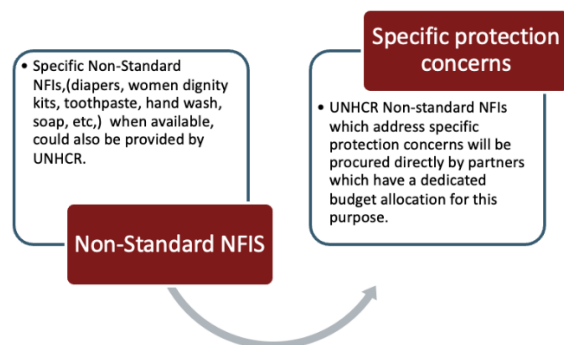 • Specific Non-Standard
NFIs,(diapers, women dignity
kits, toothpaste, hand wash,
soap, etc,)  when available,
could also be provided by
UNHCR.
Non-Standard NFIS
Specific protection
concerns
• UNHCR Non-standard NFIs
which address specific
protection concerns will be
procured directly by partners
which have a dedicated
budget allocation for this
purpose.